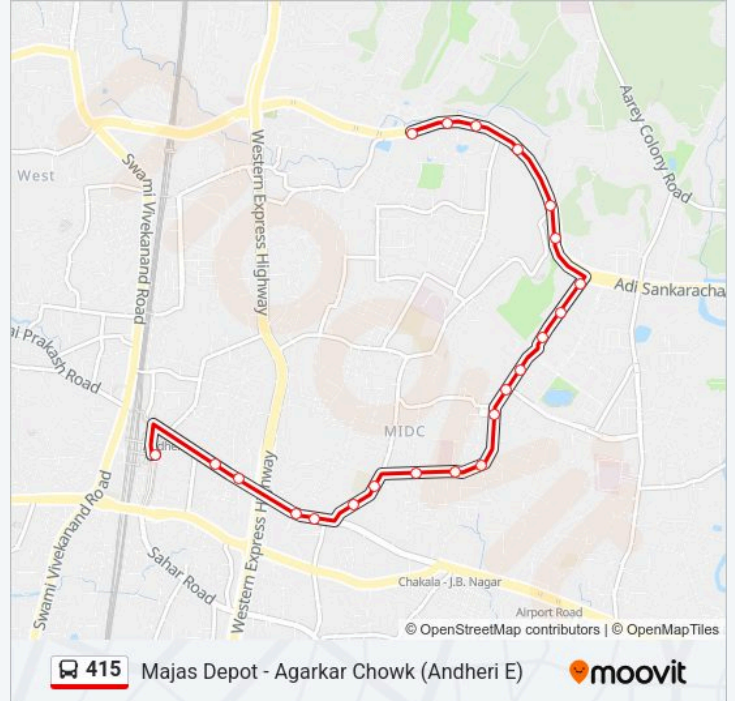 Aarey Colony Road
West
Swami Vivekanand Road
Western Express Highway
Adi Sankaracha
ai Prakash Road
MIDC
Swami Vivekanand Road
Western Express Highway
Sahar Road
Chakala - J.B. Nagar
Airport Road
© OpenStreetMap contributors | © OpenMapTiles
415 Majas Depot - Agarkar Chowk (Andheri E) moovit